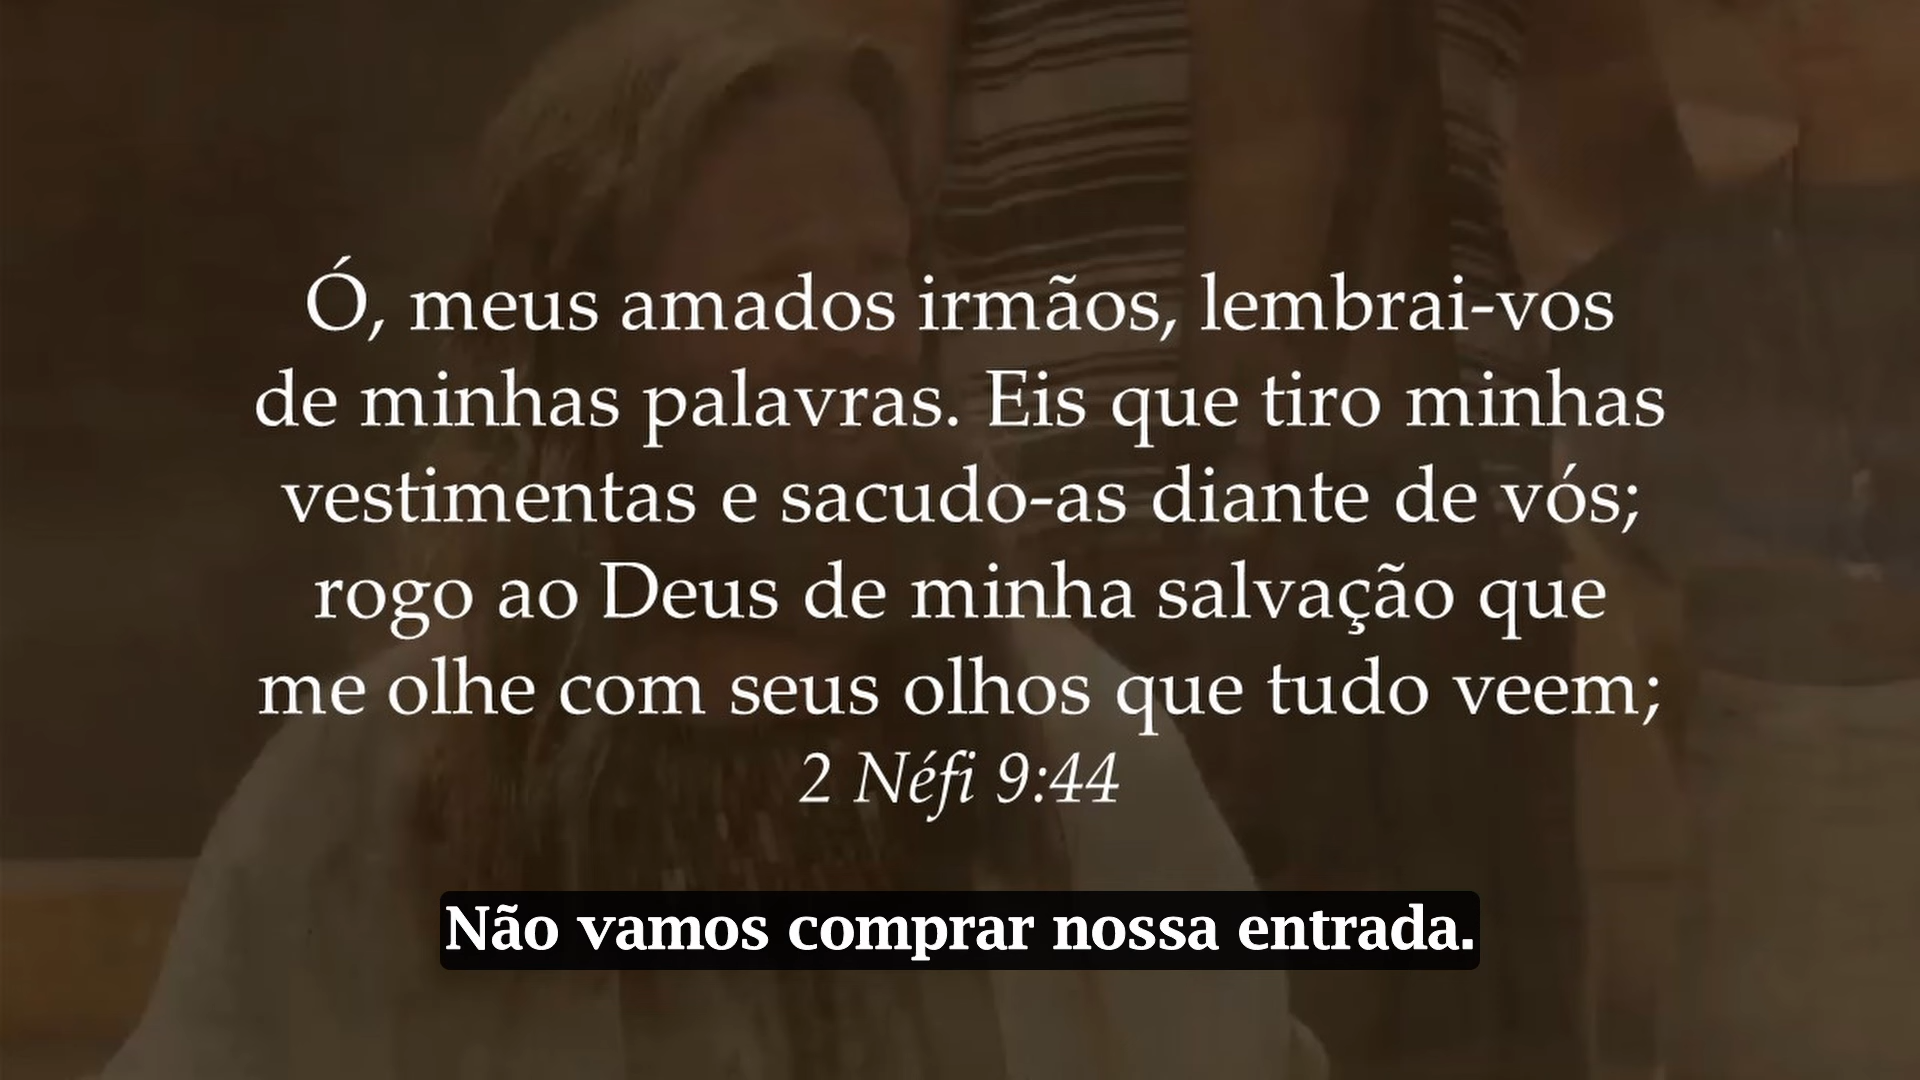 Ó, meus amados irmãos, lembrai-vos
de minhas palavras. Eis que tiro minhas
vestimentas e sacudo-as diante de vós;
rogo ao Deus de minha salvação que
me olhe com seus olhos que tudo veem;
2 Néfi 9:44
Não vamos comprar nossa entrada.